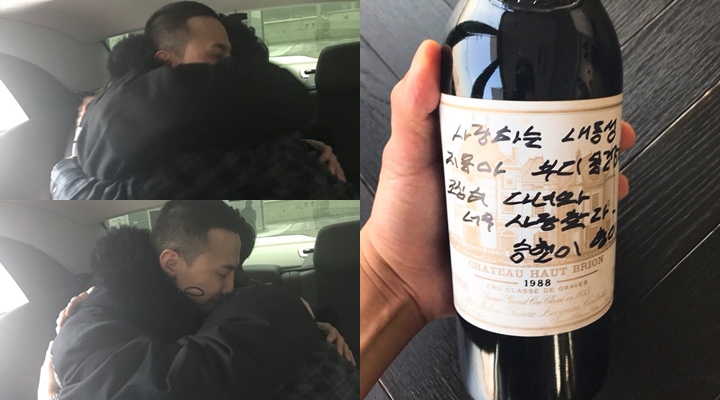 사랑하는 내동생
지용아 부디 몸 건강
조심히 다녀와
너무 사랑한다.
승현이 형이
CHATEAU HAUT BRION
1988
CRU CLASSE DE GRAVES